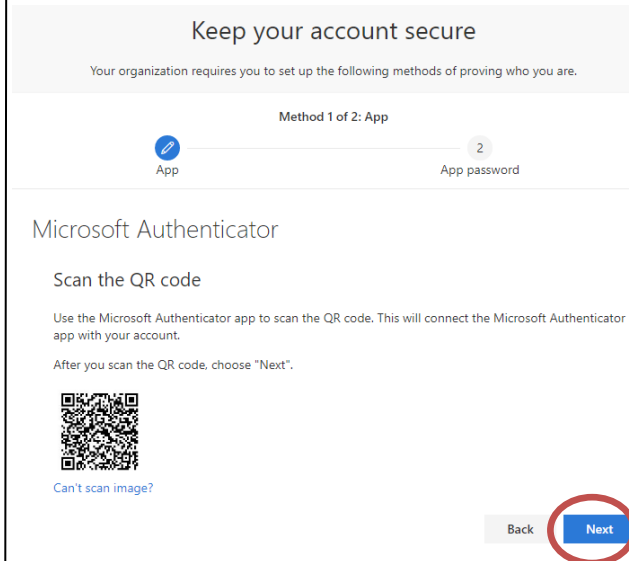 Keep your account secure
Your organization requires you to set up the following methods of proving who you are.
Method 1 of 2: App
2
App
App password
Microsoft Authenticator
Scan the QR code
Use the Microsoft Authenticator app to scan the QR code. This will connect the Microsoft Authenticator
app with your account.
After you scan the QR code, choose "Next".
Can't scan image?
Back
Next